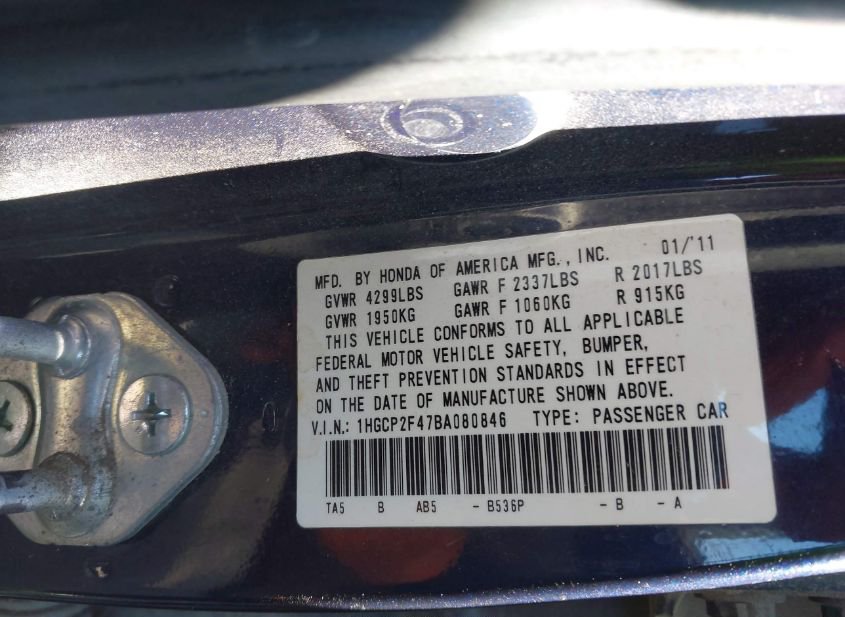 MFD. BY HONDA OF AMERICA MFG., INC. 01/'11
GVWR 4299LBS GAWR F 2337LBS R 2017LBS
GVWR 1950KG GAWR F 1060KG R 915KG
THIS VEHICLE CONFORMS TO ALL APPLICABLE
FEDERAL MOTOR VEHICLE SAFETY, BUMPER,
AND THEFT PREVENTION STANDARDS IN EFFECT
ON THE DATE OF MANUFACTURE SHOWN ABOVE.
V.I.N.: 1HGCP2F47BA080846 TYPE: PASSENGER CAR
TA5 B AB5 - B536P - B - A